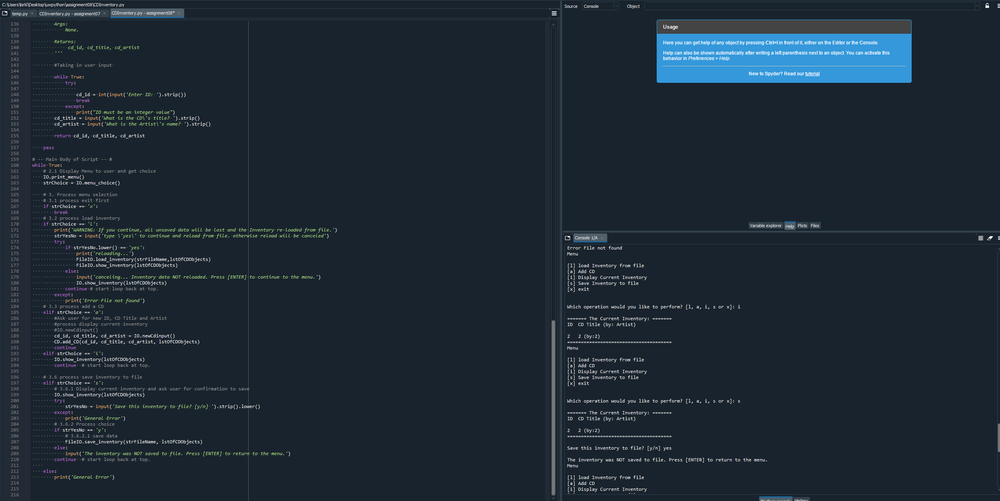 C:\Users\kirkl\Desktop\uwpython\assignment08\CDInventory.py
temp.py
CDInventory.py - assignment07
CDInventory.py - assignment08*
136 Args:
137 None.
138
139 Returns:
140 cd_id, cd_title, cd_artist
141 '''
142
143 #Taking in user input
144
145 while True:
146 try:
147
148 cd_id = int(input('Enter ID: ').strip())
149 break
150 except:
151 print("ID must be an integer value")
152 cd_title = input('What is the CD\'s title? ').strip()
153 cd_artist = input('What is the Artist\'s name? ').strip()
154
155 return cd_id, cd_title, cd_artist
156
157 pass
158
159 # -- Main Body of Script -- #
160 while True:
161 # 2.1 Display Menu to user and get choice
162 IO.print_menu()
163 strChoice = IO.menu_choice()
164
165 # 3. Process menu selection
166 # 3.1 process exit first
167 if strChoice == 'x':
168 break
169 # 3.2 process load inventory
170 if strChoice == 'l':
171 print('WARNING: If you continue, all unsaved data will be lost and the Inventory re-loaded from file.')
172 strYesNo = input('type \'yes\' to continue and reload from file. otherwise reload will be canceled')
173 try:
174 if strYesNo.lower() == 'yes':
175 print('reloading...')
176 FileIO.load_inventory(strFileName,lstOfCDObjects)
177 FileIO.show_inventory(lstOfCDObjects)
178 else:
179 input('canceling... Inventory data NOT reloaded. Press [ENTER] to continue to the menu.')
180 IO.show_inventory(lstOfCDObjects)
181 continue # start loop back at top.
182 except:
183 print('Error File not found')
184 # 3.3 process add a CD
185 elif strChoice == 'a':
186 #Ask user for new ID, CD Title and Artist
187 #process display current inventory
188 #IO.newCdinput()
189 cd_id, cd_title, cd_artist = IO.newCdinput()
190 CD.add_CD(cd_id, cd_title, cd_artist, lstOfCDObjects)
191 continue
192 elif strChoice == 'i':
193 IO.show_inventory(lstOfCDObjects)
194 continue # start loop back at top.
195
196 # 3.6 process save inventory to file
197 elif strChoice == 's':
198 # 3.6.1 Display current inventory and ask user for confirmation to save
199 IO.show_inventory(lstOfCDObjects)
200 try:
201 strYesNo = input('Save this inventory to file? [y/n] ').strip().lower()
202 except:
203 print('General Error')
204 # 3.6.2 Process choice
205 if strYesNo == 'y':
206 # 3.6.2.1 save data
207 FileIO.save_inventory(strFileName, lstOfCDObjects)
208 else:
209 input('The inventory was NOT saved to file. Press [ENTER] to return to the menu.')
210 continue # start loop back at top.
211
212 else:
213 print('General Error')
214
215
216
Source Console Object
Usage
Here you can get help of any object by pressing Ctrl+I in front of it, either on the Editor or the Console.
Help can also be shown automatically after writing a left parenthesis next to an object. You can activate this
behavior in Preferences > Help.
New to Spyder? Read our tutorial
Variable explorer Help Plots Files
Console 1/A
Error File not found
Menu
[l] load Inventory from file
[a] Add CD
[i] Display Current Inventory
[s] Save Inventory to file
[x] exit
Which operation would you like to perform? [l, a, i, s or x]: i
======= The Current Inventory: =======
ID CD Title (by: Artist)
2 2 (by:2)
======================================
Menu
[l] load Inventory from file
[a] Add CD
[i] Display Current Inventory
[s] Save Inventory to file
[x] exit
Which operation would you like to perform? [l, a, i, s or x]: s
======= The Current Inventory: =======
ID CD Title (by: Artist)
2 2 (by:2)
======================================
Save this inventory to file? [y/n] yes
The inventory was NOT saved to file. Press [ENTER] to return to the menu.
Menu
[l] load Inventory from file
[a] Add CD
[i] Display Current Inventory
IPython console History